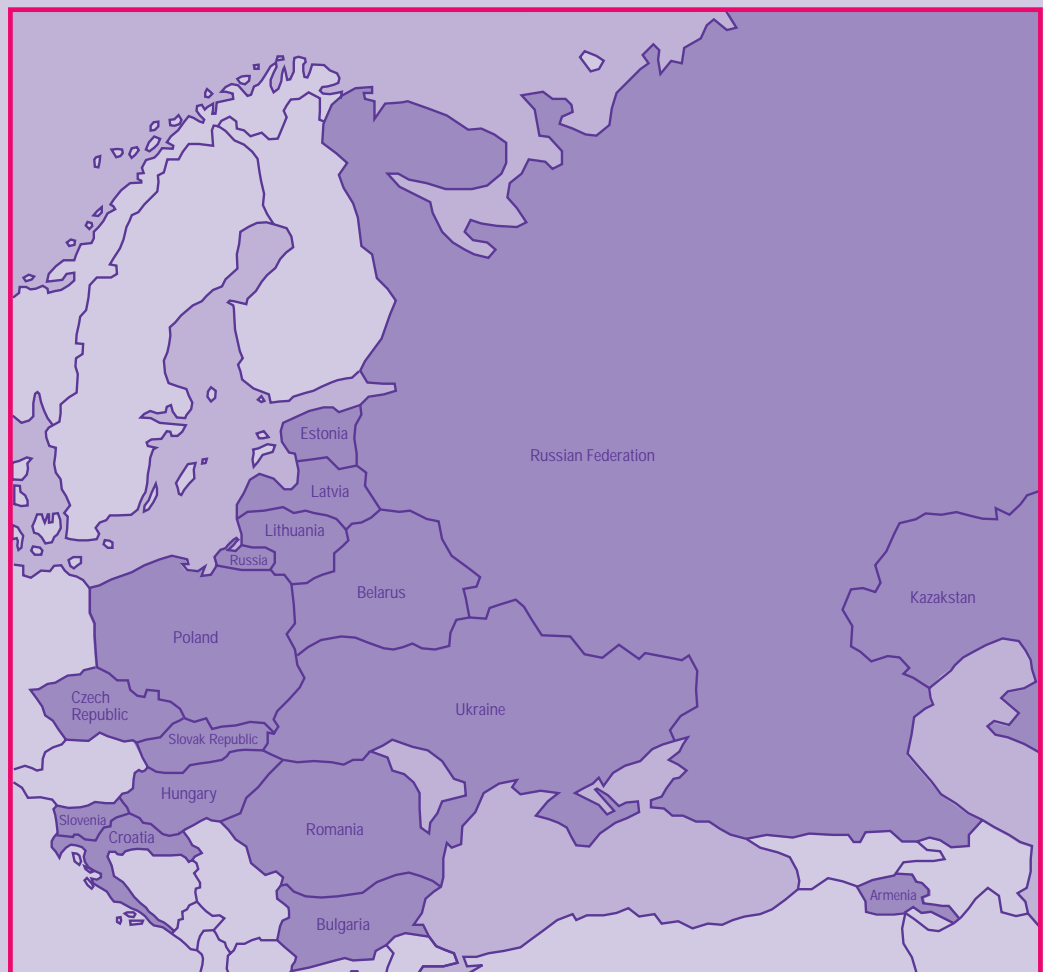 Estonia
Russian Federation
Latvia
Lithuania
Russia
Belarus
Kazakstan
Poland
Czech
Republic
Ukraine
Slovak Republic
Hungary
Slovenia
Romania
Croatia
Armenia
Bulgaria